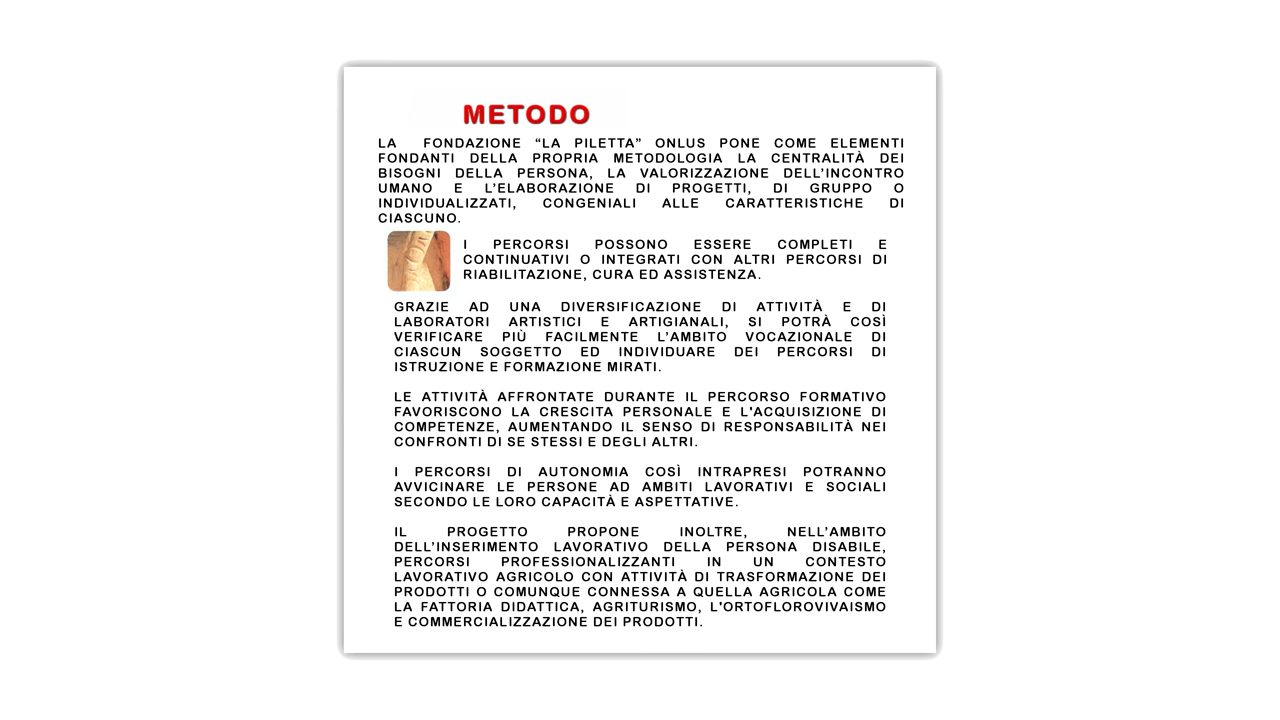 METODO
LA FONDAZIONE “LA PILETTA” ONLUS PONE COME ELEMENTI
FONDANTI DELLA PROPRIA METODOLOGIA LA CENTRALITÀ DEI
BISOGNI DELLA PERSONA, LA VALORIZZAZIONE DELL’INCONTRO
UMANO E L’ELABORAZIONE DI PROGETTI, DI GRUPPO O
INDIVIDUALIZZATI, CONGENIALI ALLE CARATTERISTICHE DI
CIASCUNO.
I PERCORSI POSSONO ESSERE COMPLETI E
CONTINUATIVI O INTEGRATI CON ALTRI PERCORSI DI
RIABILITAZIONE, CURA ED ASSISTENZA.
GRAZIE AD UNA DIVERSIFICAZIONE DI ATTIVITÀ E DI
LABORATORI ARTISTICI E ARTIGIANALI, SI POTRÀ COSÌ
VERIFICARE PIÙ FACILMENTE L’AMBITO VOCAZIONALE DI
CIASCUN SOGGETTO ED INDIVIDUARE DEI PERCORSI DI
ISTRUZIONE E FORMAZIONE MIRATI.
LE ATTIVITÀ AFFRONTATE DURANTE IL PERCORSO FORMATIVO
FAVORISCONO LA CRESCITA PERSONALE E L'ACQUISIZIONE DI
COMPETENZE, AUMENTANDO IL SENSO DI RESPONSABILITÀ NEI
CONFRONTI DI SE STESSI E DEGLI ALTRI.
I PERCORSI DI AUTONOMIA COSÌ INTRAPRESI POTRANNO
AVVICINARE LE PERSONE AD AMBITI LAVORATIVI E SOCIALI
SECONDO LE LORO CAPACITÀ E ASPETTATIVE.
IL PROGETTO PROPONE INOLTRE, NELL’AMBITO
DELL’INSERIMENTO LAVORATIVO DELLA PERSONA DISABILE,
PERCORSI PROFESSIONALIZZANTI IN UN CONTESTO
LAVORATIVO AGRICOLO CON ATTIVITÀ DI TRASFORMAZIONE DEI
PRODOTTI O COMUNQUE CONNESSA A QUELLA AGRICOLA COME
LA FATTORIA DIDATTICA, AGRITURISMO, L'ORTOFLOROVIVAISMO
E COMMERCIALIZZAZIONE DEI PRODOTTI.